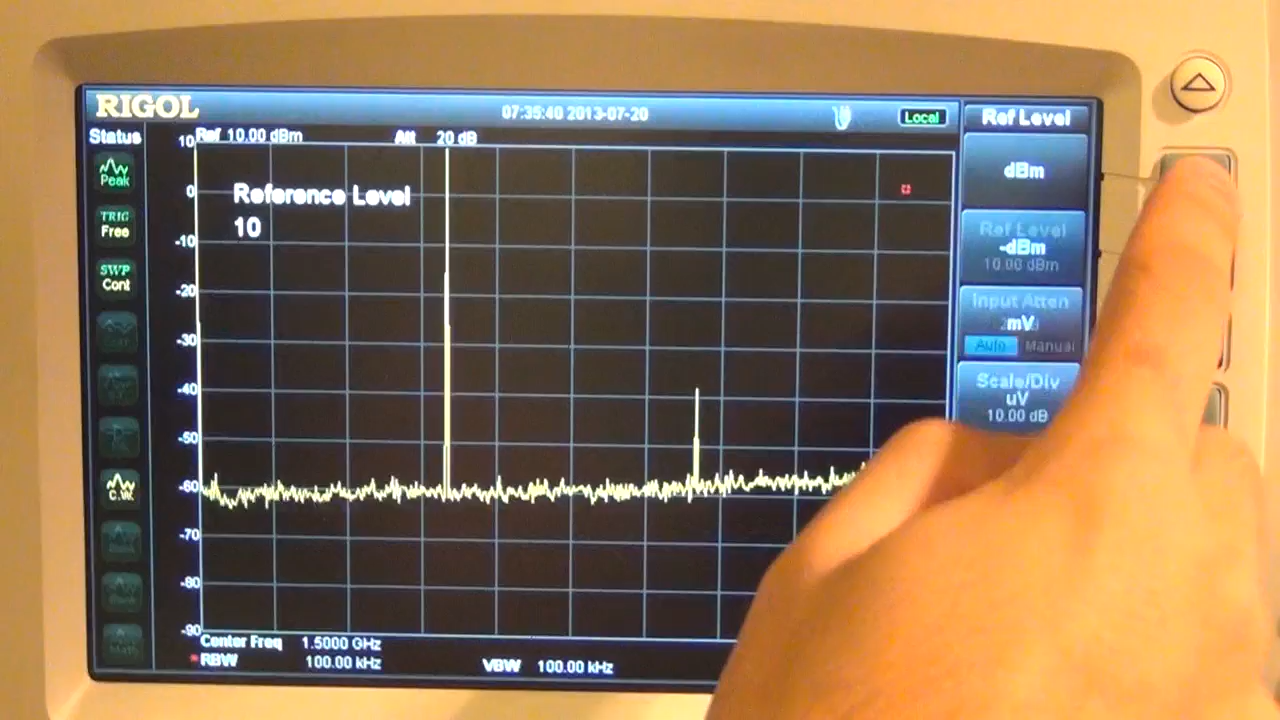 RIGOL
07:35:40 2013-07-20
Local
Ref Level
Status
Ref 10.00 dBm
Att 20 dB
10
0
-10
-20
-30
-40
-50
-60
-70
-80
-90
Reference Level
10
Peak
TRIG
Free
SWP
Cont
C.W.
dBm
Ref Level
-dBm
10.00 dBm
Input Atten
mV
Auto Manual
Scale/Div
uV
10.00 dB
Center Freq 1.5000 GHz
RBW 100.00 kHz
VBW 100.00 kHz